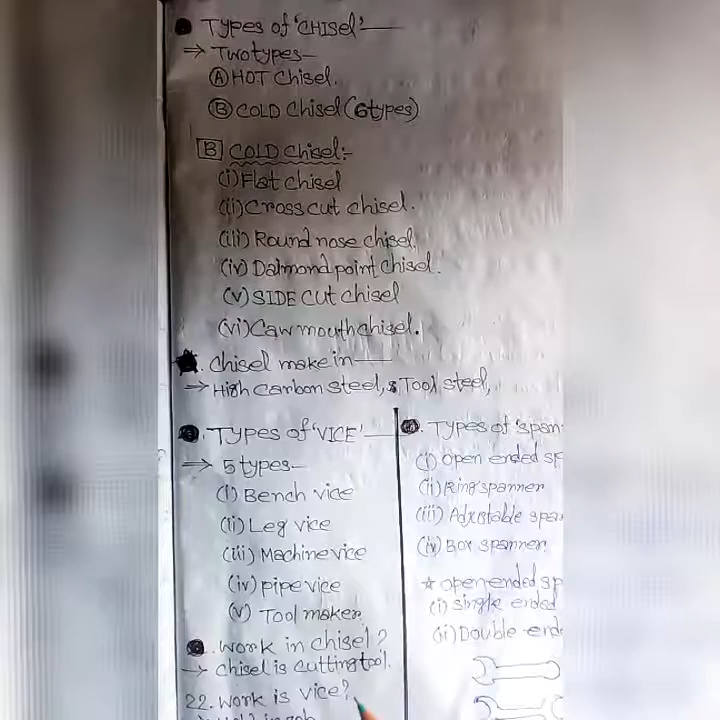 Types of 'CHISEL'
→ Two types—
Ⓐ HOT Chisel.
Ⓑ COLD Chisel (6 types)
B COLD Chisel:-
(i) Flat chisel
(ii) Cross cut chisel.
(iii) Round nose chisel.
(iv) Daimond point chisel.
(v) SIDE cut chisel
(vi) Caw mouth chisel.
★. Chisel make in—
→ High Carbon steel, Tool steel,
Types of 'VICE'—
→ 5 types—
(i) Bench vice
(ii) Leg vice
(iii) Machine vice
(iv) pipe vice
(v) Tool maker
Work in chisel?
→ Chisel is cutting tool.
22. Work is vice?
Types of 'span
(i) Open ended sp
(ii) Ring spanner
(iii) Adjustable span
(iv) Box spanner
★ open ended sp
(i) single ended
(ii) Double-ende